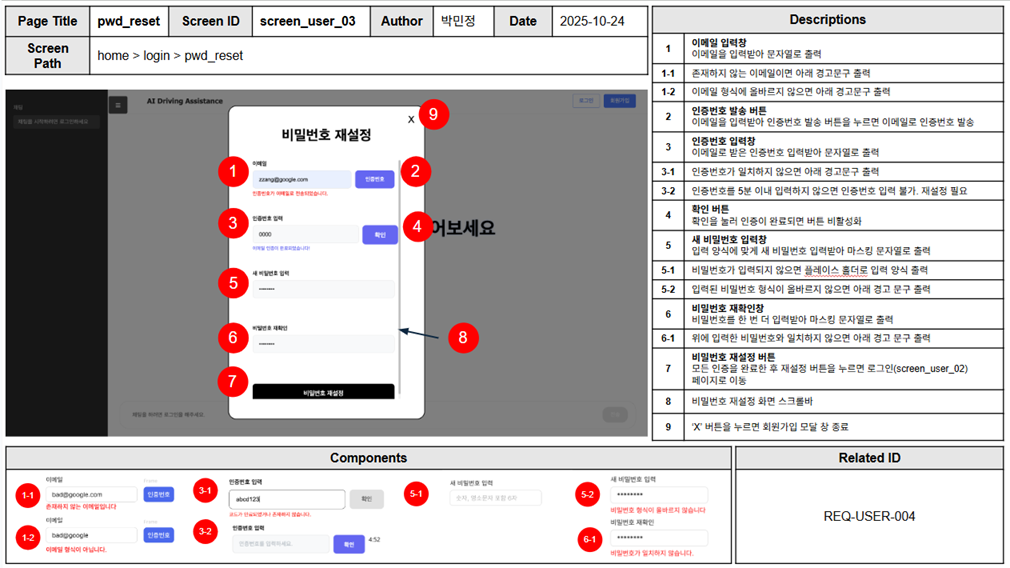 Page Title pwd_reset Screen ID screen_user_03 Author 박민정 Date 2025-10-24
Screen Path home > login > pwd_reset
AI Driving Assistance
로그인 회원가입
채팅
채팅을 시작하려면 로그인하세요
어보세요
X 9
비밀번호 재설정
이메일
1 zzang@google.com 인증번호 2
인증번호가 이메일로 전송되었습니다.
인증번호 입력
3 0000 확인 4
이메일 인증이 완료되었습니다!
새 비밀번호 입력
5 ••••••••
비밀번호 재확인
6 ••••••••
8
7 비밀번호 재설정
채팅을 하려면 로그인을 해주세요
Descriptions
1 이메일 입력창
이메일을 입력받아 문자열로 출력
1-1 존재하지 않는 이메일이면 아래 경고문구 출력
1-2 이메일 형식에 올바르지 않으면 아래 경고문구 출력
2 인증번호 발송 버튼
이메일을 입력받아 인증번호 발송 버튼을 누르면 이메일로 인증번호 발송
3 인증번호 입력창
이메일로 받은 인증번호 입력받아 문자열로 출력
3-1 인증번호가 일치하지 않으면 아래 경고문구 출력
3-2 인증번호를 5분 이내 입력하지 않으면 인증번호 입력 불가. 재설정 필요
4 확인 버튼
확인을 눌러 인증이 완료되면 버튼 비활성화
5 새 비밀번호 입력창
입력 양식에 맞게 새 비밀번호 입력받아 마스킹 문자열로 출력
5-1 비밀번호가 입력되지 않으면 플레이스 홀더로 입력 양식 출력
5-2 입력된 비밀번호 형식이 올바르지 않으면 아래 경고 문구 출력
6 비밀번호 재확인창
비밀번호를 한 번 더 입력받아 마스킹 문자열로 출력
6-1 위에 입력한 비밀번호와 일치하지 않으면 아래 경고 문구 출력
7 비밀번호 재설정 버튼
모든 인증을 완료한 후 재설정 버튼을 누르면 로그인(screen_user_02)
페이지로 이동
8 비밀번호 재설정 화면 스크롤바
9 ‘X’ 버튼을 누르면 회원가입 모달 창 종료
Components
이메일
1-1 bad@google.com 인증번호
존재하지 않는 이메일입니다
이메일
1-2 bad@google 인증번호
이메일 형식이 아닙니다.
인증번호 입력
3-1 abcd123 확인
코드가 만료되었거나 존재하지 않습니다.
인증번호 입력
3-2 인증번호를 입력하세요. 확인 4:52
새 비밀번호 입력
5-1
새 비밀번호 입력
5-2 ••••••••
비밀번호 형식이 올바르지 않습니다
비밀번호 재확인
6-1 ••••••••
비밀번호가 일치하지 않습니다.
Related ID
REQ-USER-004